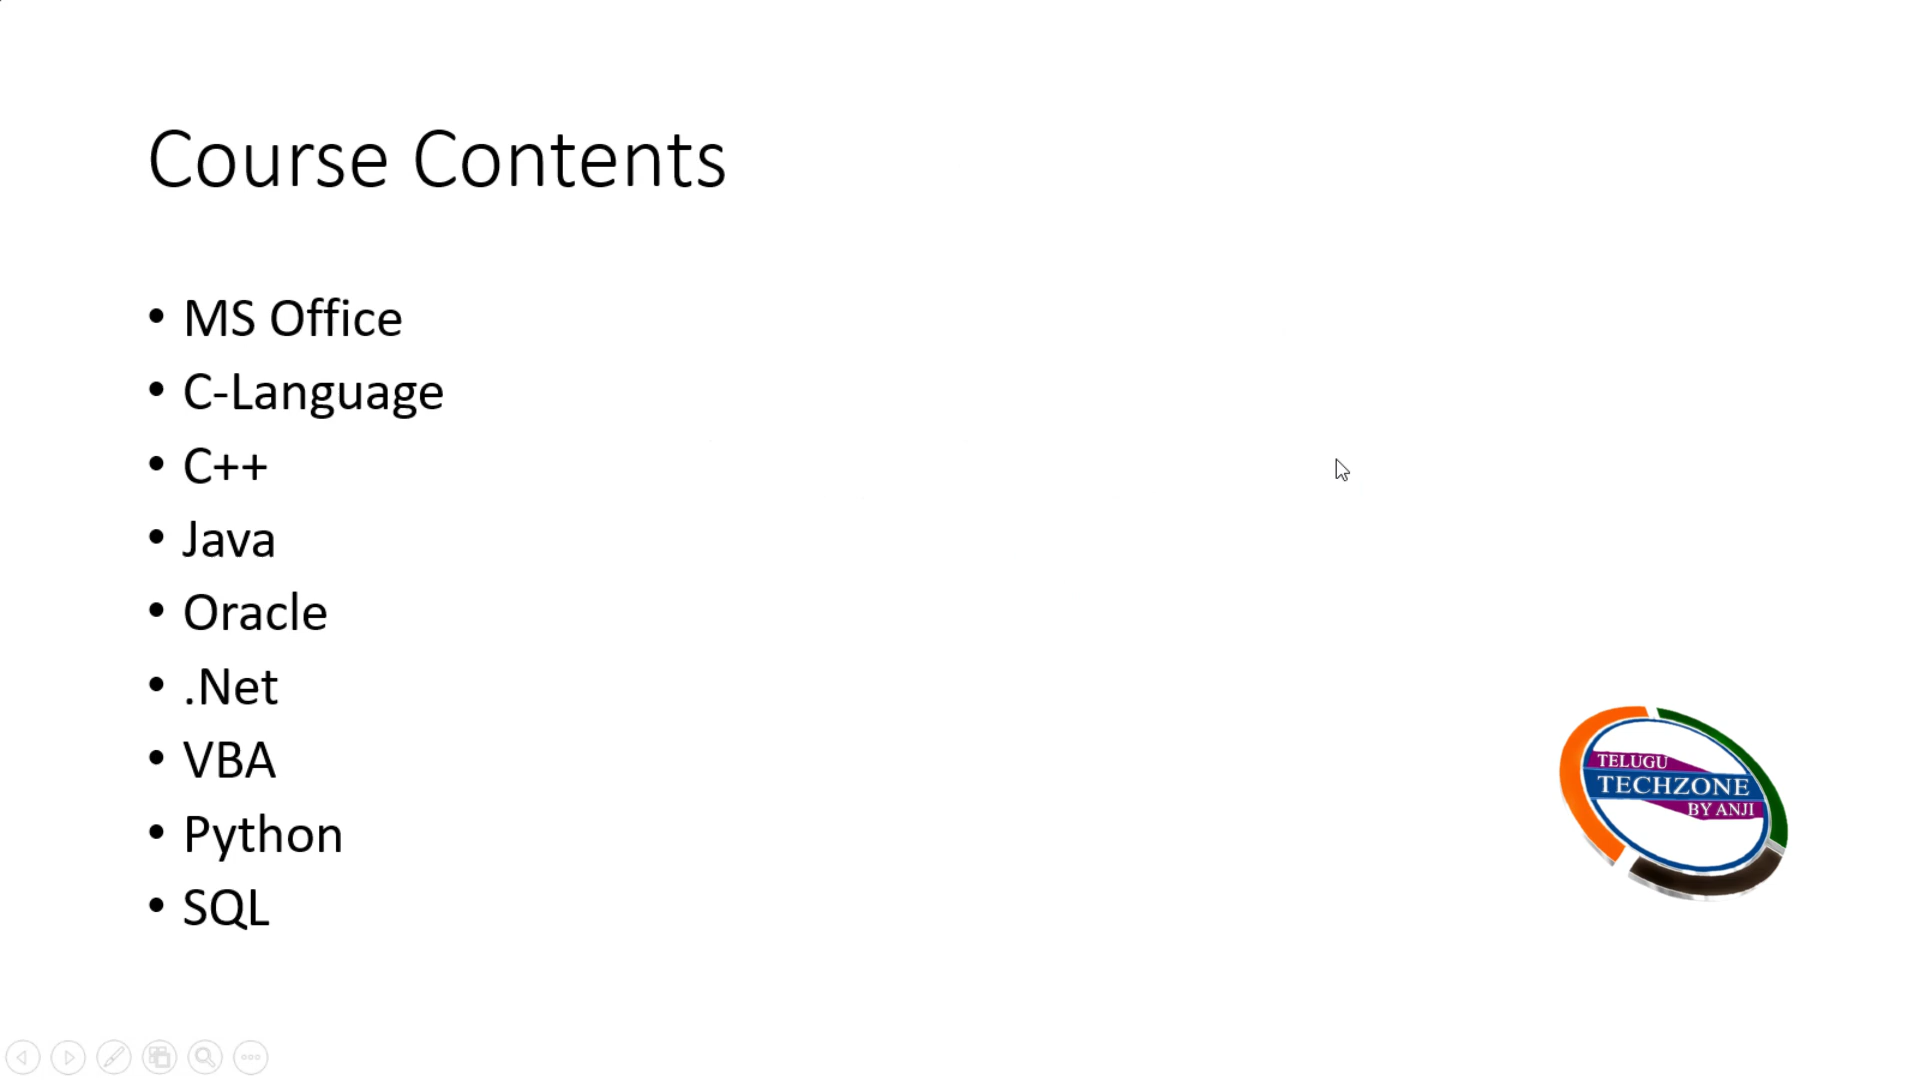 Course Contents
• MS Office
• C-Language
• C++
• Java
• Oracle
• .Net
• VBA
• Python
• SQL
TELUGU
TECHZONE
BY ANJI